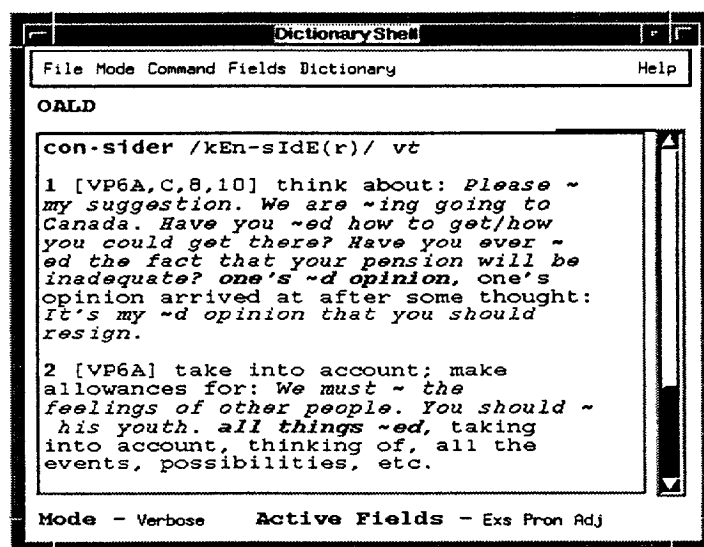 DictionaryShell
File Mode Command Fields Dictionary Help
OALD
con·sider /kEn-sIdE(r)/ vt
1 [VP6A,C,8,10] think about: Please ~
my suggestion. We are ~ing going to
Canada. Have you ~ed how to get/how
you could get there? Have you ever ~
ed the fact that your pension will be
inadequate? one's ~d opinion, one's
opinion arrived at after some thought:
It's my ~d opinion that you should
resign.
2 [VP6A] take into account; make
allowances for: We must ~ the
feelings of other people. You should ~
his youth. all things ~ed, taking
into account, thinking of, all the
events, possibilities, etc.
Mode - Verbose Active Fields - Exs Pron Adj